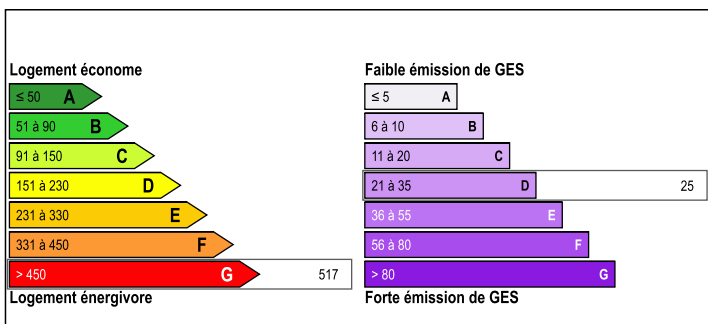 Logement économe
≤ 50 A
51 à 90 B
91 à 150 C
151 à 230 D
231 à 330 E
331 à 450 F
> 450 G 517
Logement énergivore
Faible émission de GES
≤ 5 A
6 à 10 B
11 à 20 C
21 à 35 D 25
36 à 55 E
56 à 80 F
> 80 G
Forte émission de GES